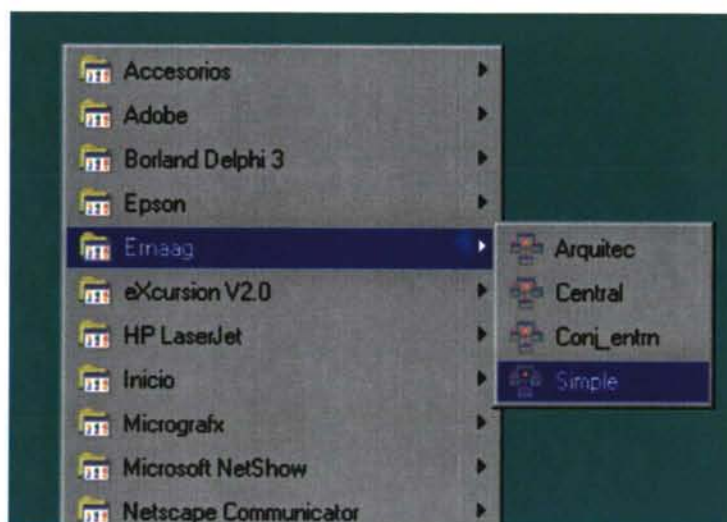 Accesorios
Adobe
Borland Delphi 3
Epson
Emaag
eXcursion V2.0
HP LaserJet
Inicio
Micrografx
Microsoft NetShow
Netscape Communicator
Arquitec
Central
Conj_entrn
Simple